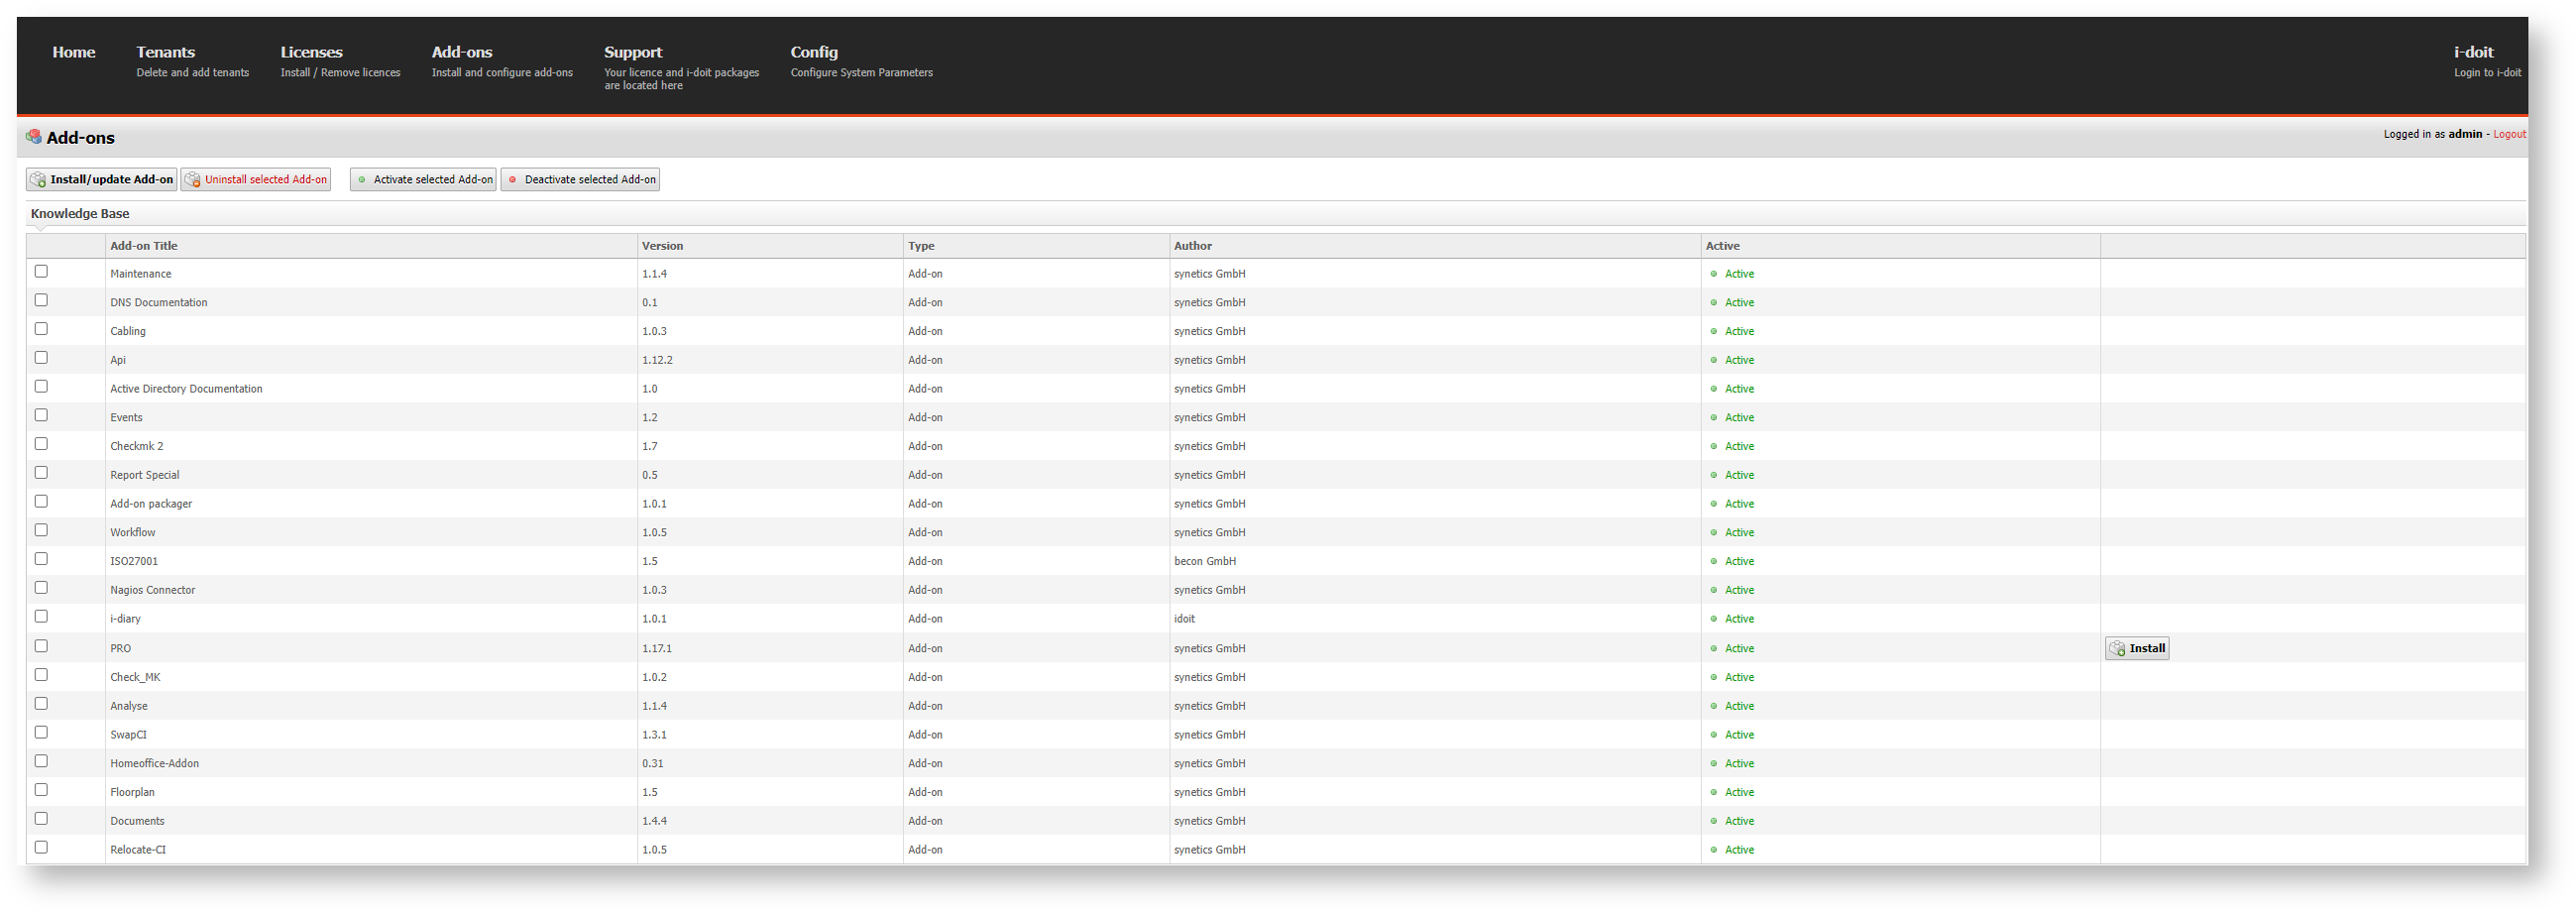 Home Tenants Licenses Add-ons Support Config i-doit
Delete and add tenants Install / Remove licences Install and configure add-ons Your licence and i-doit packages Configure System Parameters Login to i-doit
are located here
Add-ons Logged in as admin - Logout
Install/update Add-on Uninstall selected Add-on Activate selected Add-on Deactivate selected Add-on
Knowledge Base
Add-on Title Version Type Author Active
Maintenance 1.1.4 Add-on synetics GmbH Active
DNS Documentation 0.1 Add-on synetics GmbH Active
Cabling 1.0.3 Add-on synetics GmbH Active
Api 1.12.2 Add-on synetics GmbH Active
Active Directory Documentation 1.0 Add-on synetics GmbH Active
Events 1.2 Add-on synetics GmbH Active
Checkmk 2 1.7 Add-on synetics GmbH Active
Report Special 0.5 Add-on synetics GmbH Active
Add-on packager 1.0.1 Add-on synetics GmbH Active
Workflow 1.0.5 Add-on synetics GmbH Active
ISO27001 1.5 Add-on becon GmbH Active
Nagios Connector 1.0.3 Add-on synetics GmbH Active
i-diary 1.0.1 Add-on idoit Active
PRO 1.17.1 Add-on synetics GmbH Active Install
Check_MK 1.0.2 Add-on synetics GmbH Active
Analyse 1.1.4 Add-on synetics GmbH Active
SwapCI 1.3.1 Add-on synetics GmbH Active
Homeoffice-Addon 0.31 Add-on synetics GmbH Active
Floorplan 1.5 Add-on synetics GmbH Active
Documents 1.4.4 Add-on synetics GmbH Active
Relocate-CI 1.0.5 Add-on synetics GmbH Active